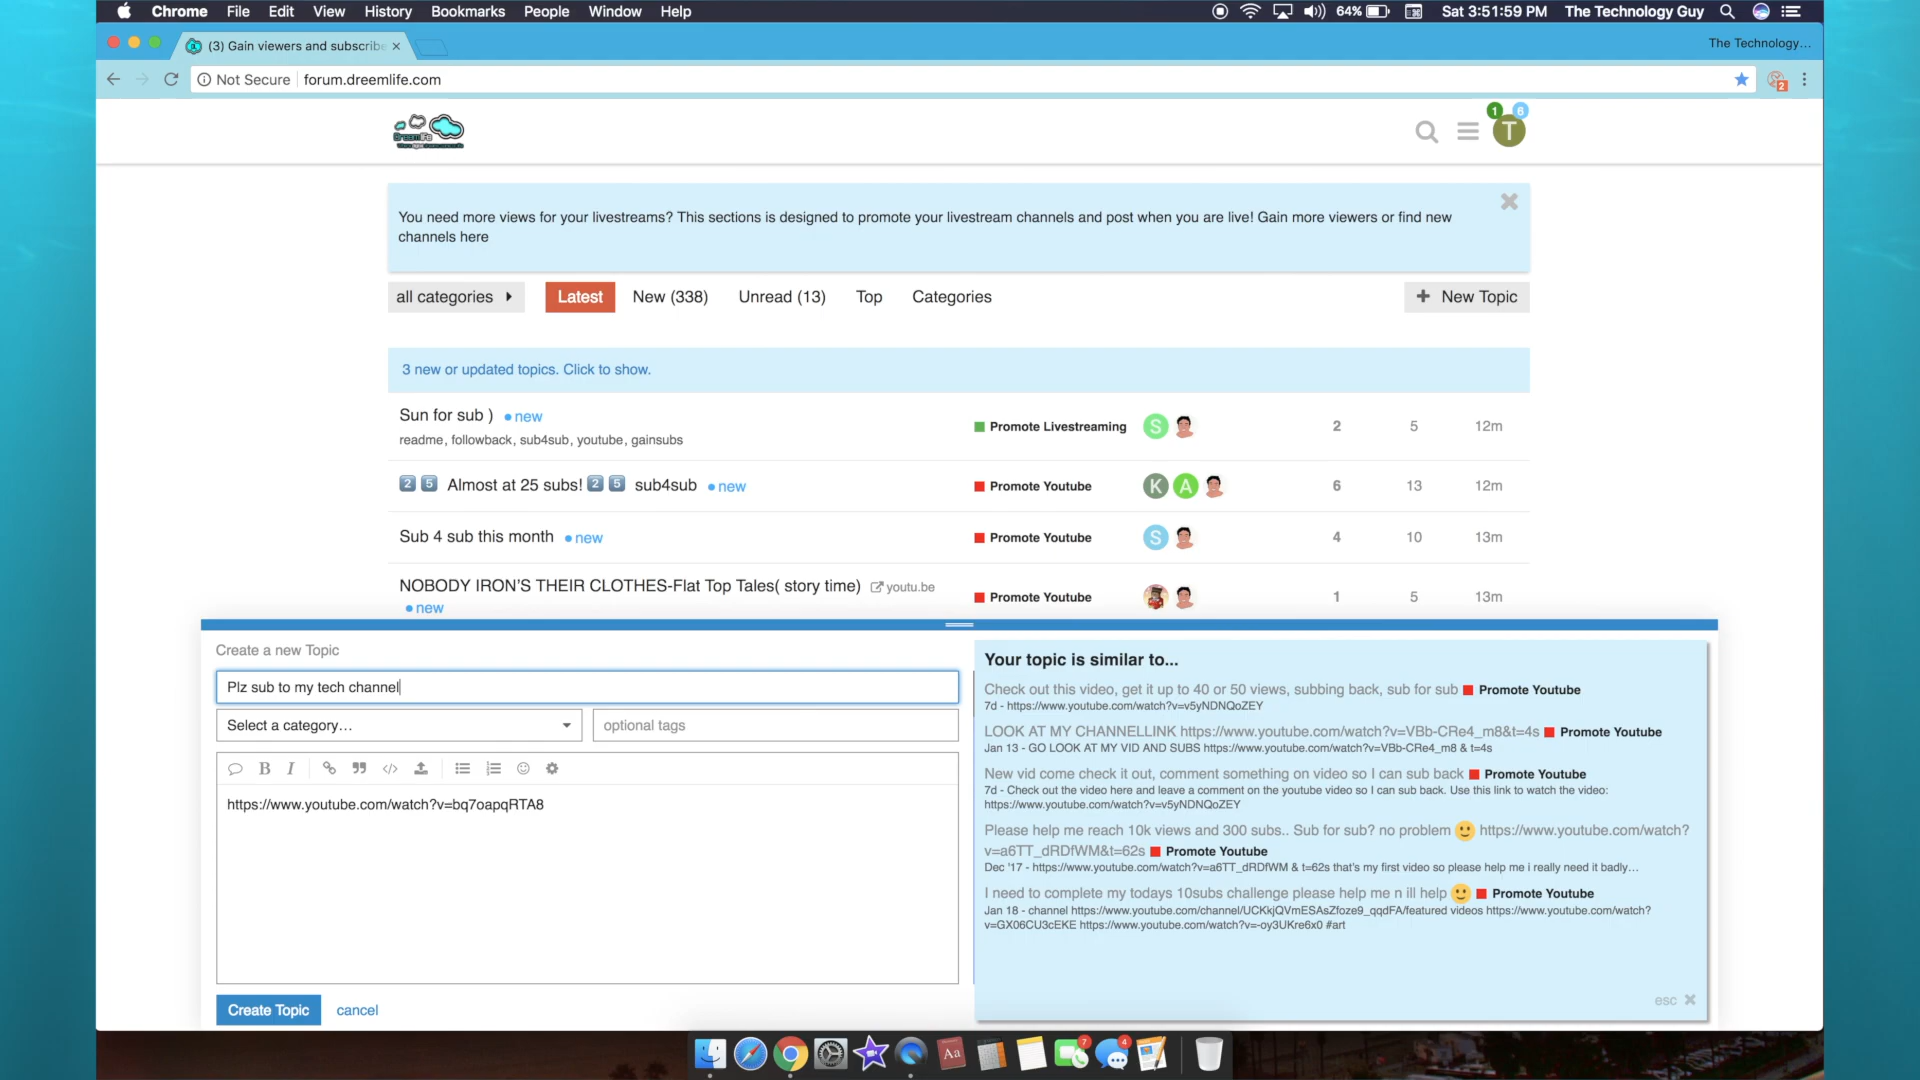 Chrome File Edit View History Bookmarks People Window Help 64% Sat 3:51:59 PM The Technology Guy
(3) Gain viewers and subscribe The Technology...
Not Secure forum.dreemlife.com 2
1 6
T
You need more views for your livestreams? This sections is designed to promote your livestream channels and post when you are live! Gain more viewers or find new
channels here
all categories Latest New (338) Unread (13) Top Categories + New Topic
3 new or updated topics. Click to show.
Sun for sub ) new
readme, followback, sub4sub, youtube, gainsubs
Promote Livestreaming S 2 5 12m
2 5 Almost at 25 subs! 2 5 sub4sub new Promote Youtube K A 6 13 12m
Sub 4 sub this month new Promote Youtube S 4 10 13m
NOBODY IRON'S THEIR CLOTHES-Flat Top Tales( story time) youtu.be
new
Promote Youtube 1 5 13m
Create a new Topic
Plz sub to my tech channel
Select a category… optional tags
B I
https://www.youtube.com/watch?v=bq7oapqRTA8
Create Topic cancel
Your topic is similar to...
Check out this video, get it up to 40 or 50 views, subbing back, sub for sub Promote Youtube
7d - https://www.youtube.com/watch?v=v5yNDNQoZEY
LOOK AT MY CHANNELLINK https://www.youtube.com/watch?v=VBb-CRe4_m8&t=4s Promote Youtube
Jan 13 - GO LOOK AT MY VID AND SUBS https://www.youtube.com/watch?v=VBb-CRe4_m8 & t=4s
New vid come check it out, comment something on video so I can sub back Promote Youtube
7d - Check out the video here and leave a comment on the youtube video so I can sub back. Use this link to watch the video:
https://www.youtube.com/watch?v=v5yNDNQoZEY
Please help me reach 10k views and 300 subs.. Sub for sub? no problem https://www.youtube.com/watch?
v=a6TT_dRDfWM&t=62s Promote Youtube
Dec '17 - https://www.youtube.com/watch?v=a6TT_dRDfWM & t=62s that's my first video so please help me i really need it badly…
I need to complete my todays 10subs challenge please help me n ill help Promote Youtube
Jan 18 - channel https://www.youtube.com/channel/UCKkjQVmESAsZfoze9_qqdFA/featured videos https://www.youtube.com/watch?
v=GX06CU3cEKE https://www.youtube.com/watch?v=-oy3UKre6x0 #art
esc
Aa 7 4